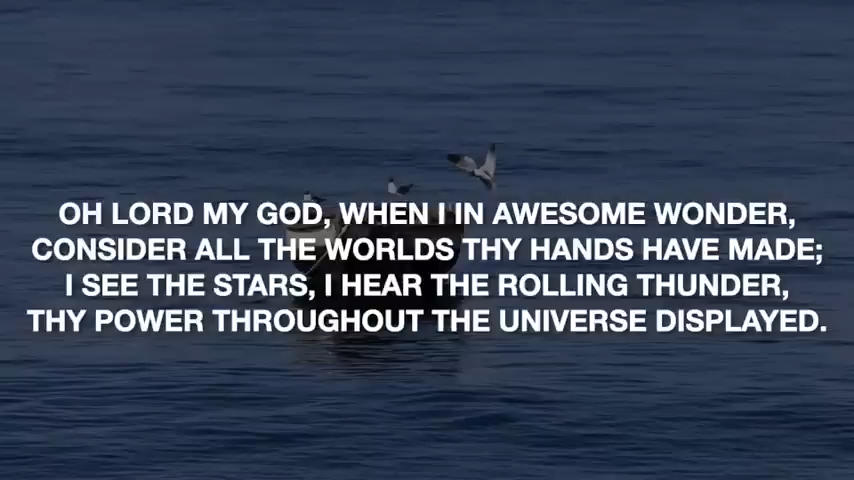 OH LORD MY GOD, WHEN I IN AWESOME WONDER,
CONSIDER ALL THE WORLDS THY HANDS HAVE MADE;
I SEE THE STARS, I HEAR THE ROLLING THUNDER,
THY POWER THROUGHOUT THE UNIVERSE DISPLAYED.